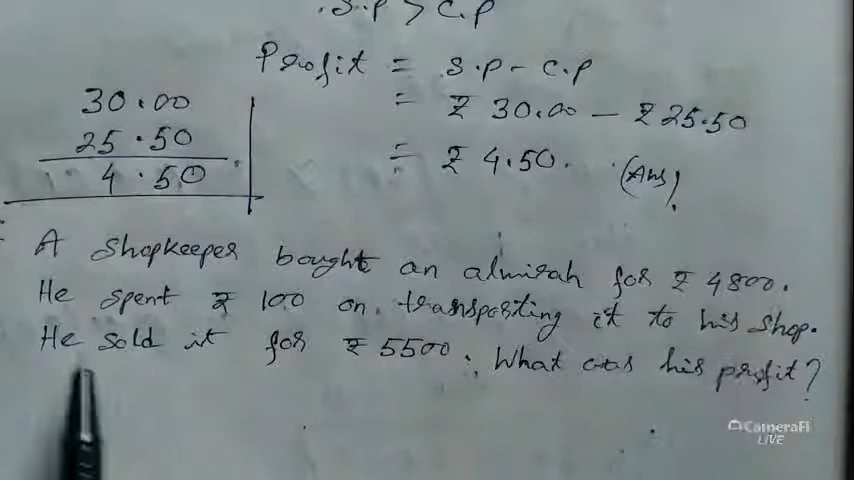 S.P > C.P
Profit = S.P - C.P
= ₹ 30.00 - ₹ 25.50
= ₹ 4.50. (Ans)
30.00
25.50
4.50
A shopkeeper bought an almirah for ₹ 4800.
He spent ₹ 100 on transporting it to his shop.
He sold it for ₹ 5500. What was his profit?
CameraFI
LIVE